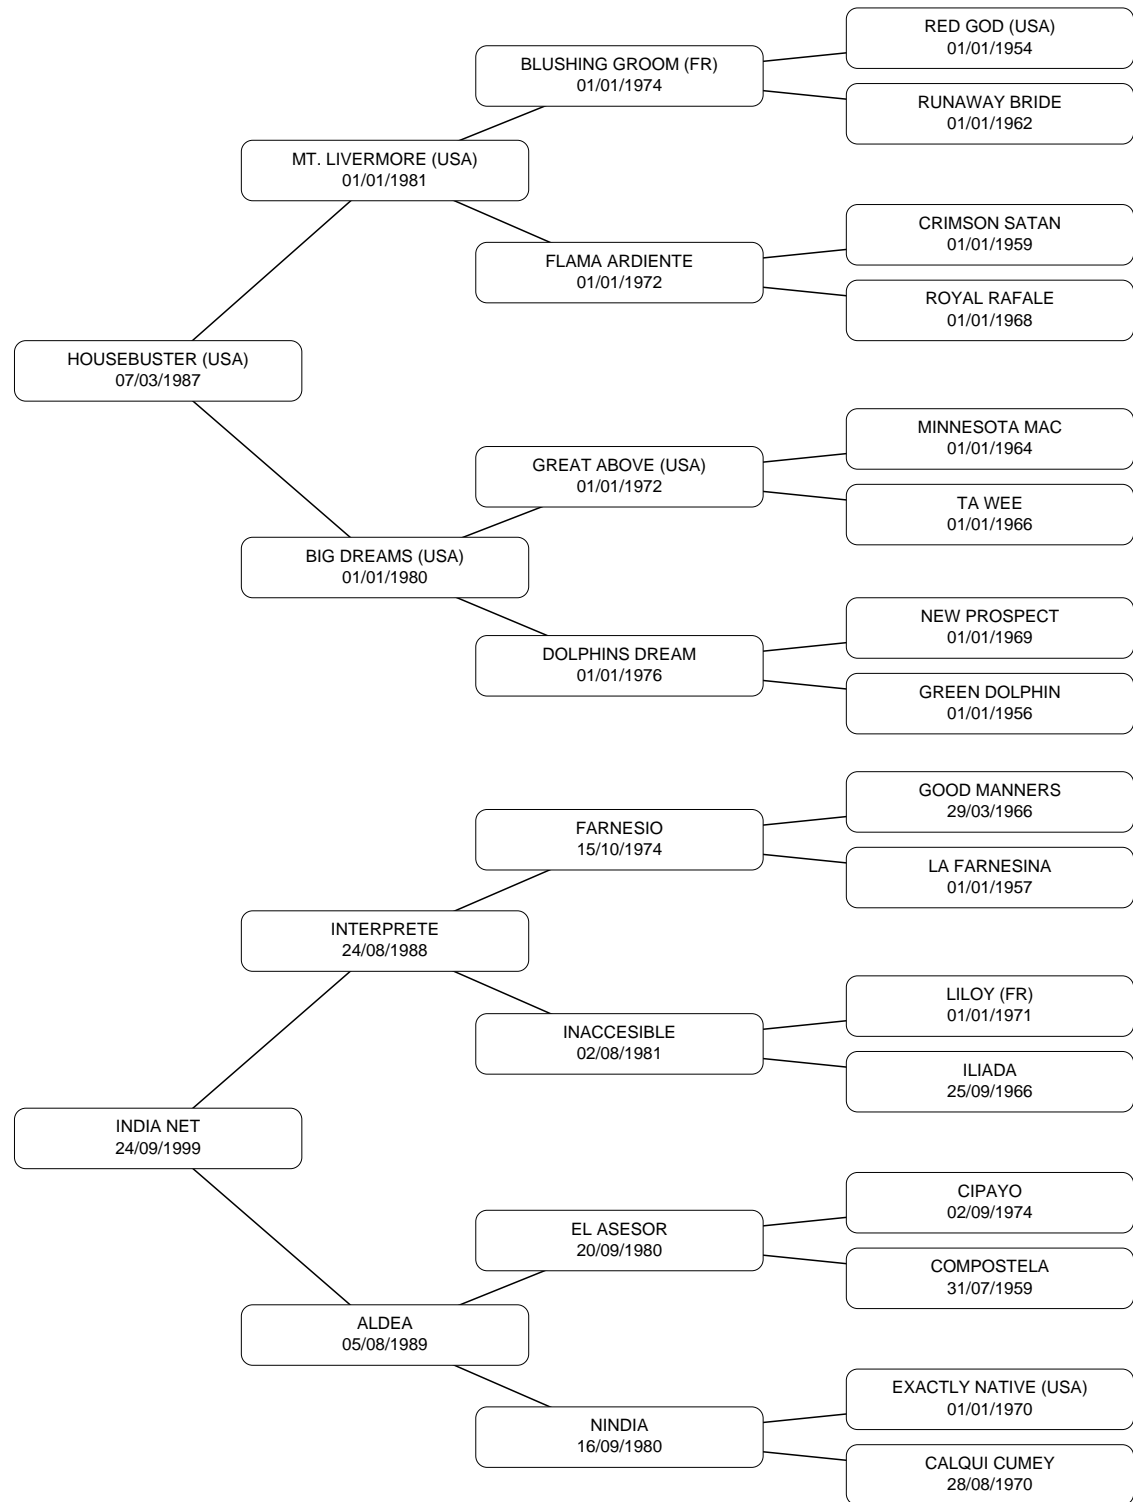 RED GOD (USA)
01/01/1954
BLUSHING GROOM (FR)
01/01/1974
RUNAWAY BRIDE
01/01/1962
MT. LIVERMORE (USA)
01/01/1981
CRIMSON SATAN
01/01/1959
FLAMA ARDIENTE
01/01/1972
ROYAL RAFALE
01/01/1968
HOUSEBUSTER (USA)
07/03/1987
MINNESOTA MAC
01/01/1964
GREAT ABOVE (USA)
01/01/1972
TA WEE
01/01/1966
BIG DREAMS (USA)
01/01/1980
NEW PROSPECT
01/01/1969
DOLPHINS DREAM
01/01/1976
GREEN DOLPHIN
01/01/1956
GOOD MANNERS
29/03/1966
FARNESIO
15/10/1974
LA FARNESINA
01/01/1957
INTERPRETE
24/08/1988
LILOY (FR)
01/01/1971
INACCESIBLE
02/08/1981
ILIADA
25/09/1966
INDIA NET
24/09/1999
CIPAYO
02/09/1974
EL ASESOR
20/09/1980
COMPOSTELA
31/07/1959
ALDEA
05/08/1989
EXACTLY NATIVE (USA)
01/01/1970
NINDIA
16/09/1980
CALQUI CUMEY
28/08/1970